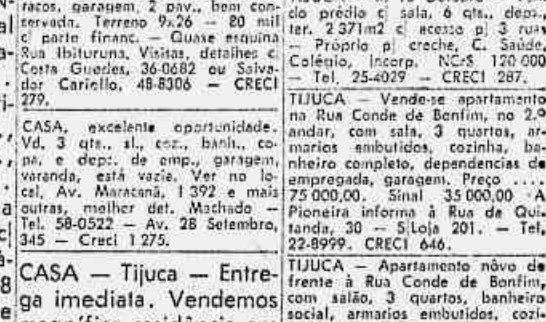 racos, garagem, 2 pav., bem con-
servada. Terreno 9x26 — 80 mil
c/ parte financ. — Quase esquina
Rua Ibituruna. Visitas, detalhes c/
Costa Guedes, 36-0682 ou Salva-
dor Cariello, 48-8306 — CRECI
279.
CASA, excelente oportunidade.
Vd. 3 qts., sl., coz., banh., co-
pa, e dep. de emp., garagem,
varanda, está vazia. Ver no lo-
cal, Av. Maracanã, 1 392 e mais
outras, melhor det. Machado —
Tel. 58-0522 — Av. 28 Setembro,
345 — Creci 1 275.
CASA — Tijuca — Entre-
ga imediata. Vendemos
do prédio c/ sala, 6 qts., dep.,
ter. 2 371m2 c/ acesso p/ 3 ruas
— Próprio p/ creche, C. Saúde,
Colégio, Incorp. NCr$ 120 000
— Tel. 25-4029 — CRECI 287.
TIJUCA — Vende-se apartamento
na Rua Conde de Bonfim, no 2.º
andar, com sala, 3 quartos, ar-
marios embutidos, cozinha, ba-
nheiro completo, dependencias de
empregada, garagem. Preço ....
75 000,00. Sinal 35 000,00 A
Pioneira informa à Rua da Qui-
tanda, 30 — S/Loja 201. — Tel.
22-8999. CRECI 646.
TIJUCA — Apartamento nôvo de
frente à Rua Conde de Bonfim,
com salão, 3 quartos, banheiro
social, armarios embutidos, cozi-